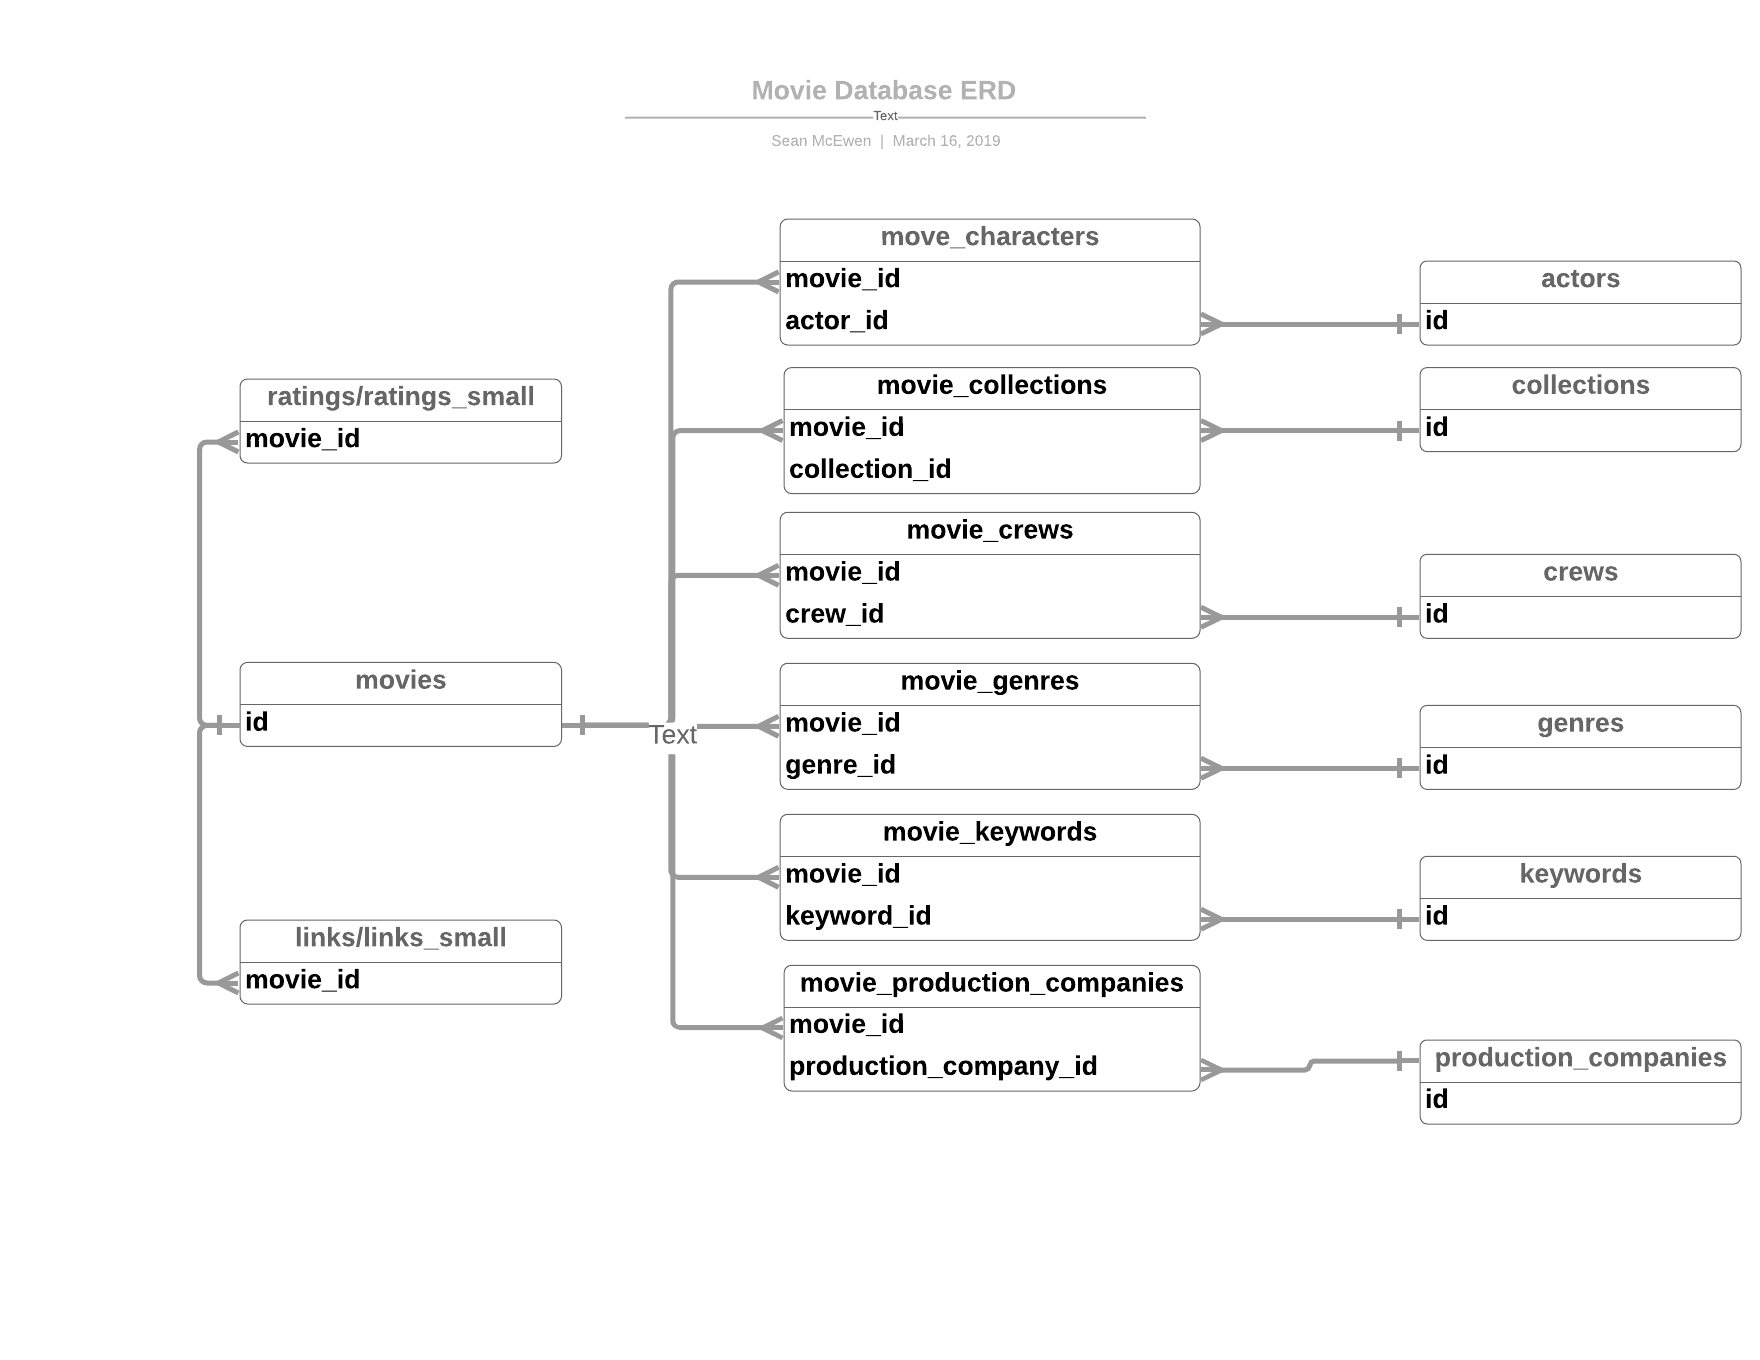 Movie Database ERD
Text
Sean McEwen | March 16, 2019
ratings/ratings_small
movie_id
movies
id
links/links_small
movie_id
Text
move_characters
movie_id
actor_id
movie_collections
movie_id
collection_id
movie_crews
movie_id
crew_id
movie_genres
movie_id
genre_id
movie_keywords
movie_id
keyword_id
movie_production_companies
movie_id
production_company_id
actors
id
collections
id
crews
id
genres
id
keywords
id
production_companies
id